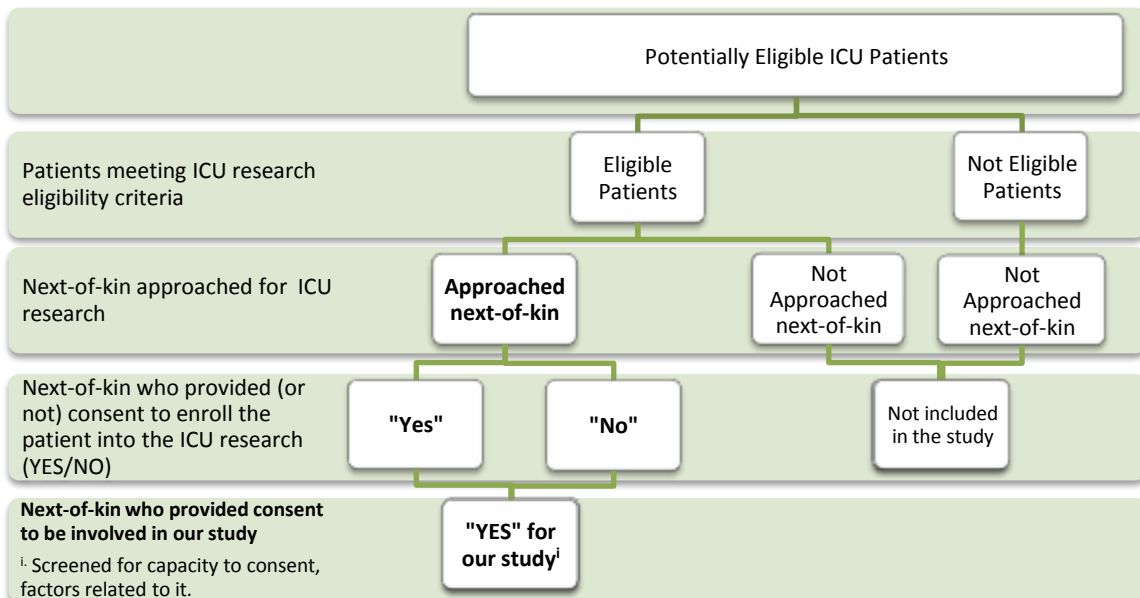 Potentially Eligible ICU Patients
Patients meeting ICU research
eligibility criteria
Eligible
Patients
Not Eligible
Patients
Next-of-kin approached for ICU
research
Approached
next-of-kin
Not
Approached
next-of-kin
Not
Approached
next-of-kin
Next-of-kin who provided (or
not) consent to enroll the
patient into the ICU research
(YES/NO)
"Yes"
"No"
Not included
in the study
Next-of-kin who provided consent
to be involved in our study
i. Screened for capacity to consent,
factors related to it.
"YES" for
our studyⁱ